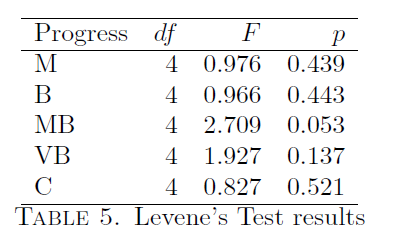 Progress df F p
M 4 0.976 0.439
B 4 0.966 0.443
MB 4 2.709 0.053
VB 4 1.927 0.137
C 4 0.827 0.521
TABLE 5. Levene's Test results